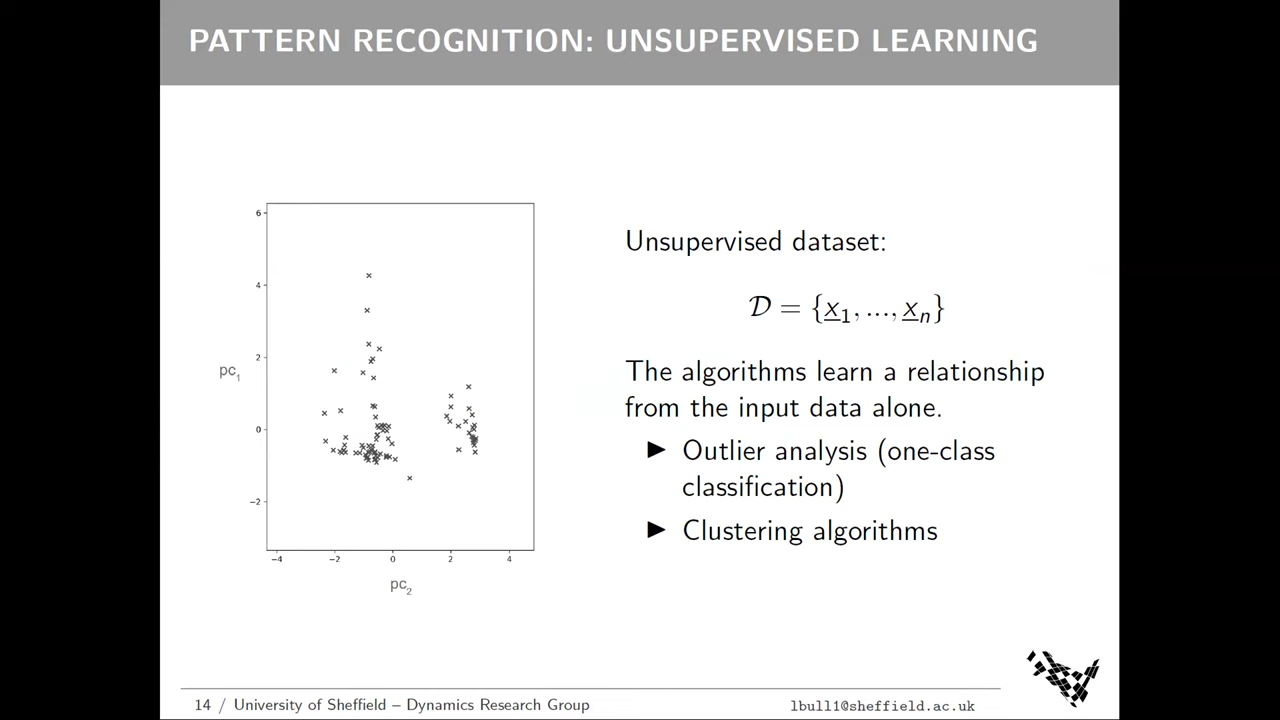 PATTERN RECOGNITION: UNSUPERVISED LEARNING
6
4
2
0
−2
pc1
−4 −2 0 2 4
pc2
Unsupervised dataset:
𝒟 = {x1, ..., xn}
The algorithms learn a relationship
from the input data alone.
▶ Outlier analysis (one-class
classification)
▶ Clustering algorithms
14 / University of Sheffield – Dynamics Research Group
lbull1@sheffield.ac.uk